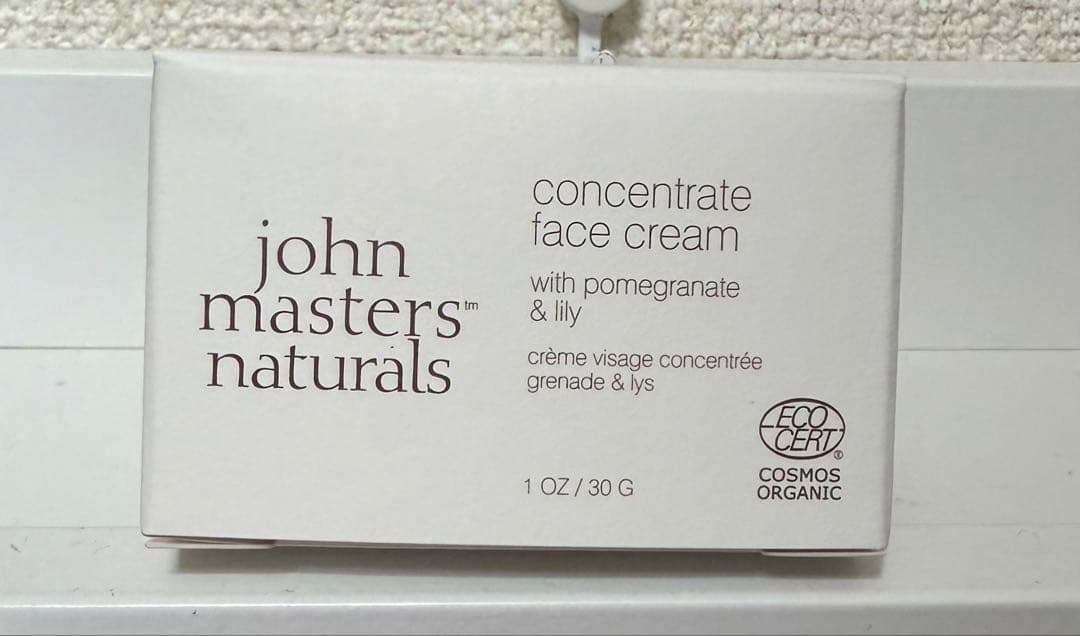 john
masters™
naturals
concentrate
face cream
with pomegranate
& lily
crème visage concentrée
grenade & lys
1 OZ / 30 G
ECO
CERT®
COSMOS
ORGANIC